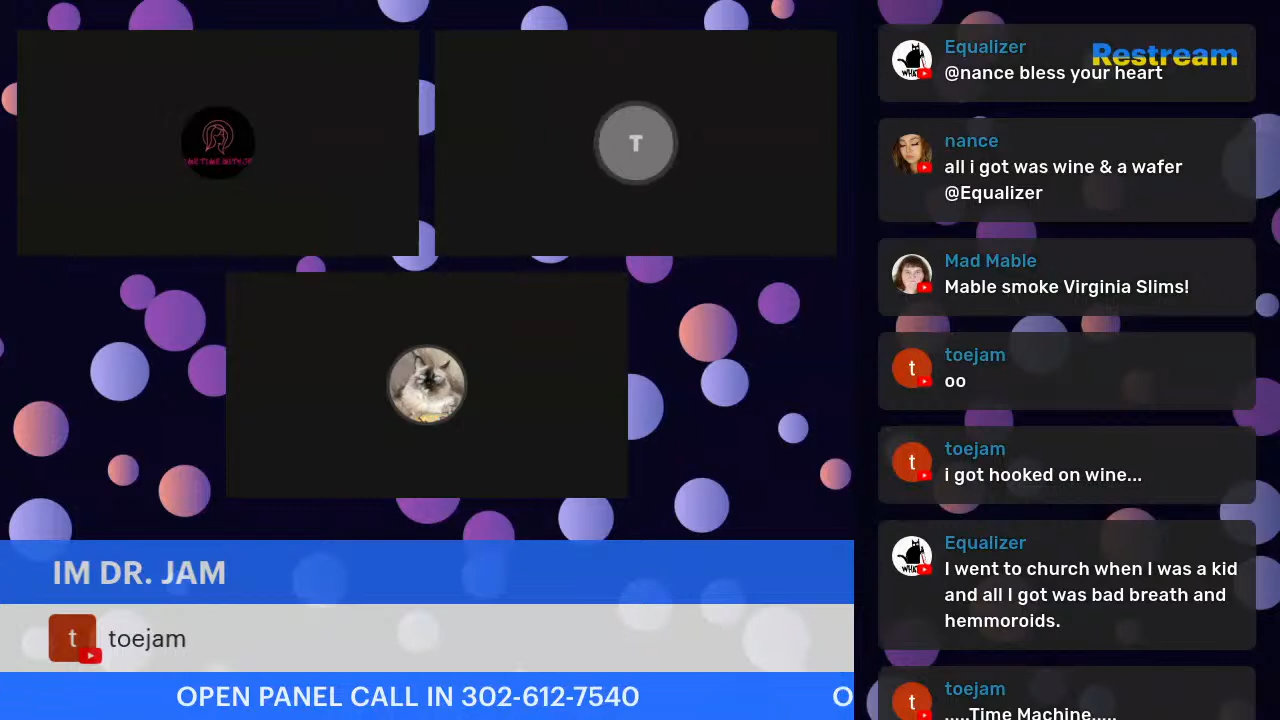 T
IM DR. JAM
t toejam
OPEN PANEL CALL IN 302-612-7540
O
Restream
Equalizer
@nance bless your heart
nance
all i got was wine & a wafer
@Equalizer
Mad Mable
Mable smoke Virginia Slims!
t
toejam
oo
t
toejam
i got hooked on wine...
Equalizer
I went to church when I was a kid
and all I got was bad breath and
hemmoroids.
t
toejam
.....Time Machine.....